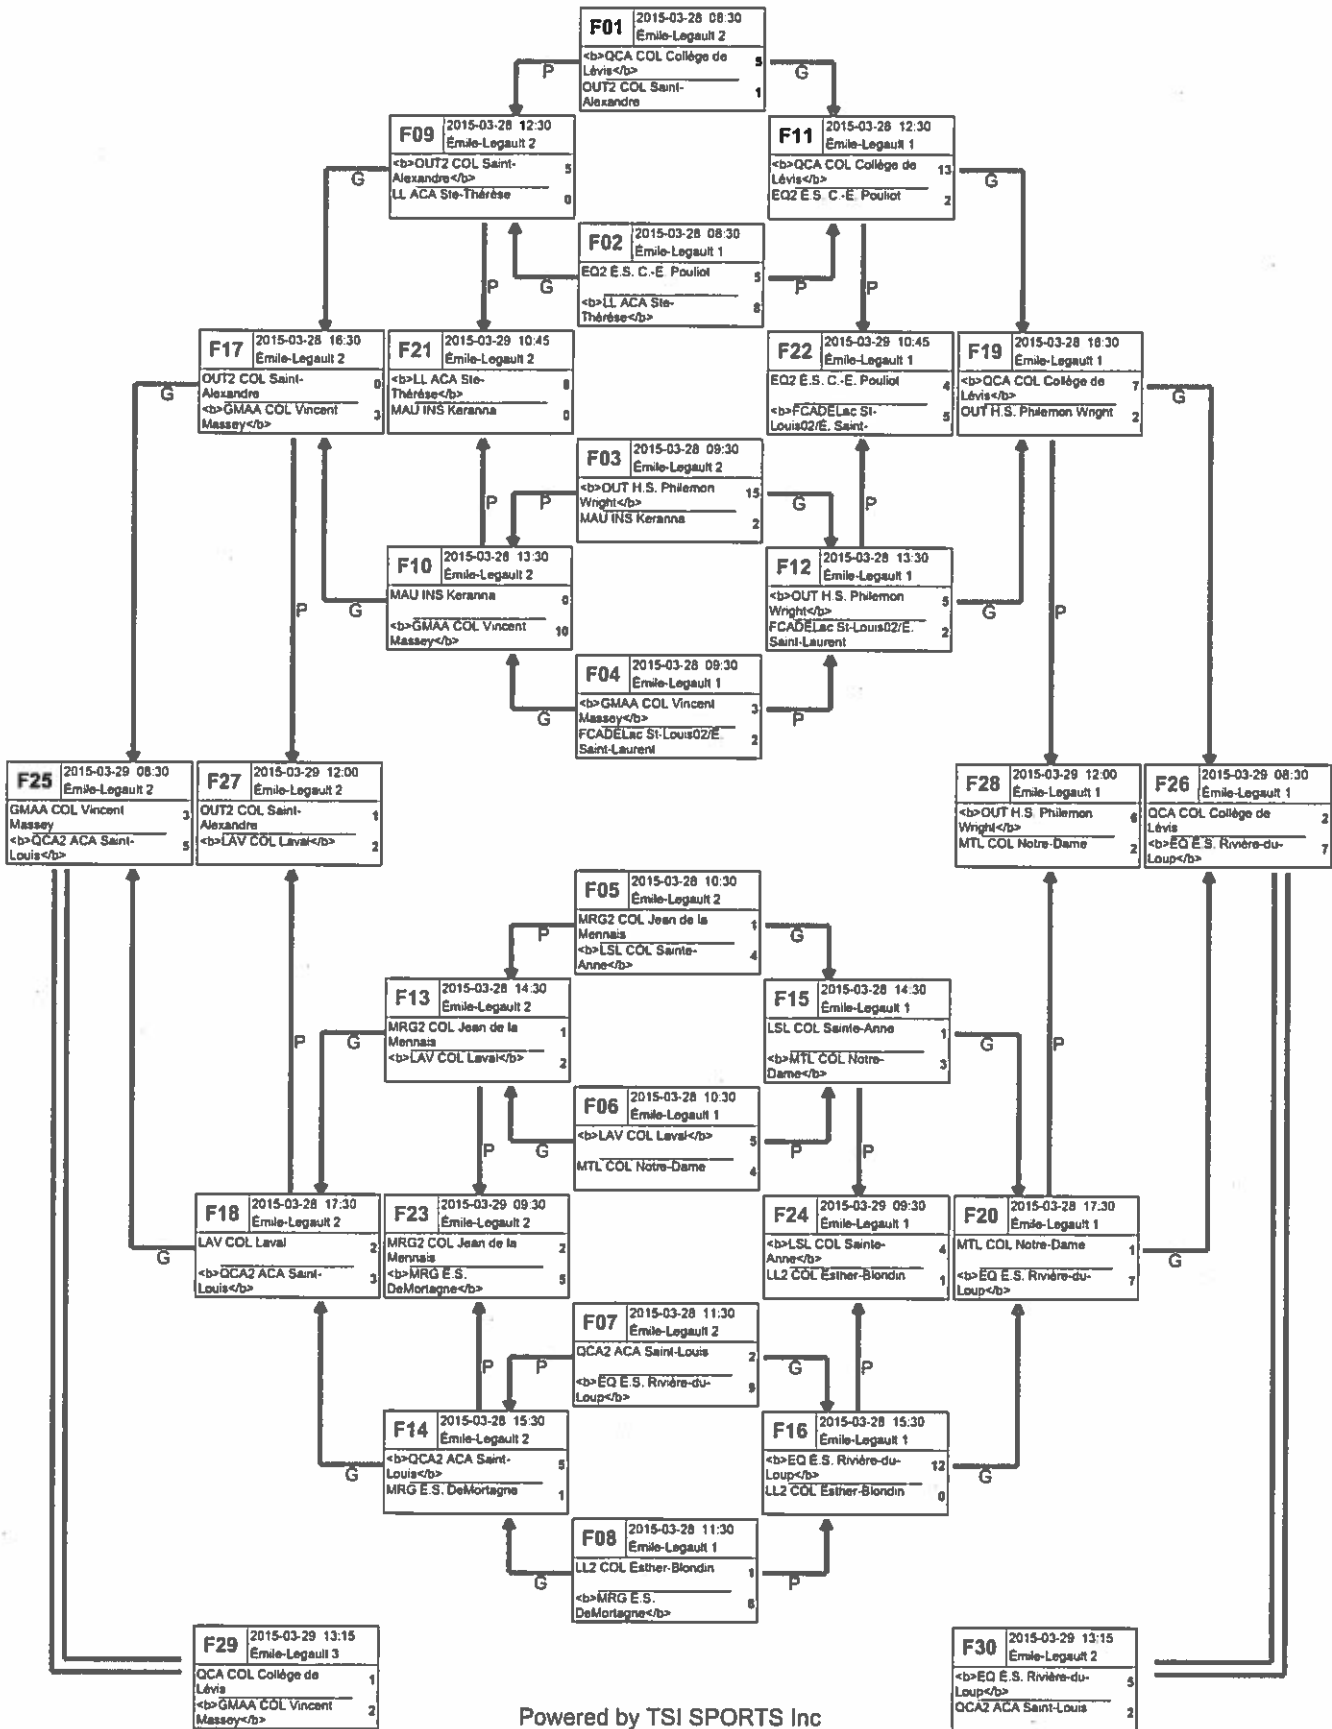 F01
2015-03-28 08:30
Émile-Legault 2
<b>QCA COL Collège de
Lévis</b>
5
OUT2 COL Saint-
Alexandre
1
P
G
F09
2015-03-28 12:30
Émile-Legault 2
<b>OUT2 COL Saint-
Alexandre</b>
5
LL ACA Ste-Thérèse
0
F11
2015-03-28 12:30
Émile-Legault 1
<b>QCA COL Collège de
Lévis</b>
13
EQ2 É.S. C.-E. Pouliot
2
G
G
F02
2015-03-28 08:30
Émile-Legault 1
EQ2 É.S. C.-E. Pouliot
5
<b>LL ACA Ste-
Thérèse</b>
P
G
P
P
F17
2015-03-28 16:30
Émile-Legault 2
OUT2 COL Saint-
Alexandre
0
<b>GMAA COL Vincent
Massey</b>
3
F21
2015-03-29 10:45
Émile-Legault 2
<b>LL ACA Ste-
Thérèse</b>
8
MAU INS Keranna
0
F22
2015-03-29 10:45
Émile-Legault 1
EQ2 É.S. C.-E. Pouliot
4
<b>FCADELac St-
Louis02/É. Saint-
5
F19
2015-03-28 16:30
Émile-Legault 1
<b>QCA COL Collège de
Lévis</b>
7
OUT H.S. Philemon Wright
2
G
G
F03
2015-03-28 09:30
Émile-Legault 2
<b>OUT H.S. Philemon
Wright</b>
15
MAU INS Keranna
2
P
P
G
P
F10
2015-03-28 13:30
Émile-Legault 2
MAU INS Keranna
0
<b>GMAA COL Vincent
Massey</b>
10
F12
2015-03-28 13:30
Émile-Legault 1
<b>OUT H.S. Philemon
Wright</b>
5
FCADELac St-Louis02/É.
Saint-Laurent
2
P
G
G
P
F04
2015-03-28 09:30
Émile-Legault 1
<b>GMAA COL Vincent
Massey</b>
3
FCADELac St-Louis02/É.
Saint-Laurent
2
G
P
F25
2015-03-29 08:30
Émile-Legault 2
GMAA COL Vincent
Massey
3
<b>QCA2 ACA Saint-
Louis</b>
5
F27
2015-03-29 12:00
Émile-Legault 2
OUT2 COL Saint-
Alexandre
1
<b>LAV COL Laval</b>
2
F28
2015-03-29 12:00
Émile-Legault 1
<b>OUT H.S. Philemon
Wright</b>
6
MTL COL Notre-Dame
2
F26
2015-03-29 08:30
Émile-Legault 1
QCA COL Collège de
Lévis
2
<b>EQ É.S. Rivière-du-
Loup</b>
7
F05
2015-03-28 10:30
Émile-Legault 2
MRG2 COL Jean de la
Mennais
1
<b>LSL COL Sainte-
Anne</b>
4
P
G
F13
2015-03-28 14:30
Émile-Legault 2
MRG2 COL Jean de la
Mennais
1
<b>LAV COL Laval</b>
2
F15
2015-03-28 14:30
Émile-Legault 1
LSL COL Sainte-Anne
1
<b>MTL COL Notre-
Dame</b>
3
P
G
G
P
F06
2015-03-28 10:30
Émile-Legault 1
<b>LAV COL Laval</b>
5
MTL COL Notre-Dame
4
P
G
P
P
F18
2015-03-28 17:30
Émile-Legault 2
LAV COL Laval
2
<b>QCA2 ACA Saint-
Louis</b>
3
F23
2015-03-29 09:30
Émile-Legault 2
MRG2 COL Jean de la
Mennais
2
<b>MRG É.S.
DeMortagne</b>
5
F24
2015-03-29 09:30
Émile-Legault 1
<b>LSL COL Sainte-
Anne</b>
4
LL2 COL Esther-Blondin
1
F20
2015-03-28 17:30
Émile-Legault 1
MTL COL Notre-Dame
1
<b>EQ É.S. Rivière-du-
Loup</b>
7
G
G
F07
2015-03-28 11:30
Émile-Legault 2
QCA2 ACA Saint-Louis
2
<b>EQ É.S. Rivière-du-
Loup</b>
9
P
P
G
P
F14
2015-03-28 15:30
Émile-Legault 2
<b>QCA2 ACA Saint-
Louis</b>
5
MRG É.S. DeMortagne
1
F16
2015-03-28 15:30
Émile-Legault 1
<b>EQ É.S. Rivière-du-
Loup</b>
12
LL2 COL Esther-Blondin
0
G
G
F08
2015-03-28 11:30
Émile-Legault 1
LL2 COL Esther-Blondin
1
<b>MRG É.S.
DeMortagne</b>
G
P
F29
2015-03-29 13:15
Émile-Legault 3
QCA COL Collège de
Lévis
1
<b>GMAA COL Vincent
Massey</b>
2
F30
2015-03-29 13:15
Émile-Legault 2
<b>EQ É.S. Rivière-du-
Loup</b>
5
QCA2 ACA Saint-Louis
2
Powered by TSI SPORTS Inc